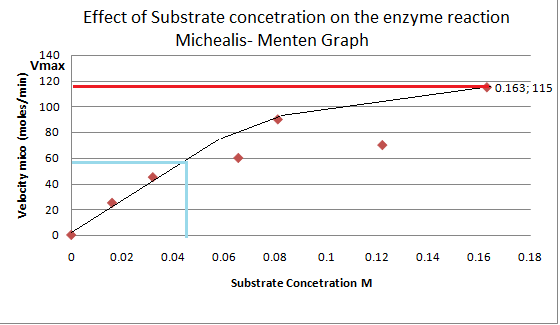 Effect of Substrate concetration on the enzyme reaction
Michealis- Menten Graph
140
Vmax
120
100
80
60
40
20
0
0.163; 115
Velocity mico (moles/min)
0 0.02 0.04 0.06 0.08 0.1 0.12 0.14 0.16 0.18
Substrate Concetration M